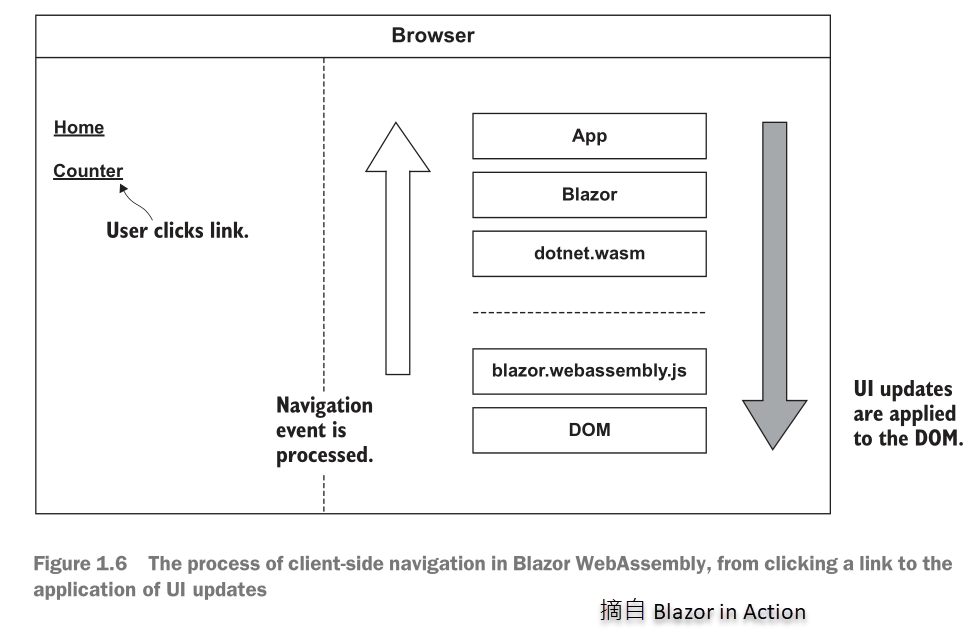 Browser
Home
Counter
User clicks link.
Navigation
event is
processed.
App
Blazor
dotnet.wasm
blazor.webassembly.js
DOM
UI updates
are applied
to the DOM.
Figure 1.6 The process of client-side navigation in Blazor WebAssembly, from clicking a link to the
application of UI updates
摘自 Blazor in Action